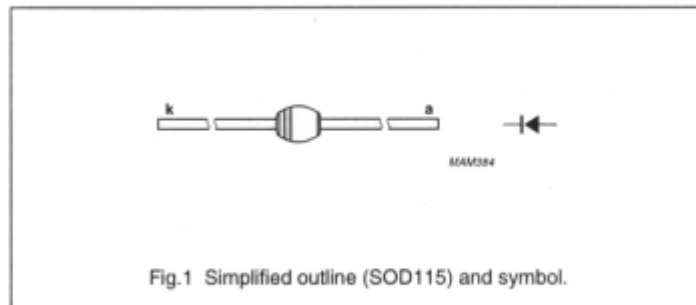 k a
MAM384
Fig.1 Simplified outline (SOD115) and symbol.